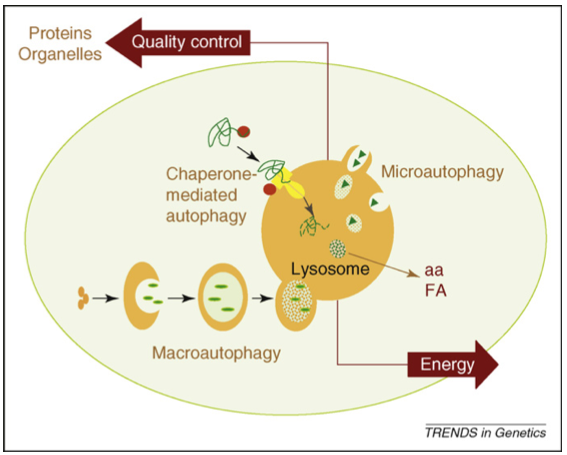 Proteins
Organelles
Quality control
Chaperone-
mediated
autophagy
Microautophagy
Lysosome
aa
FA
Macroautophagy
Energy
TRENDS in Genetics